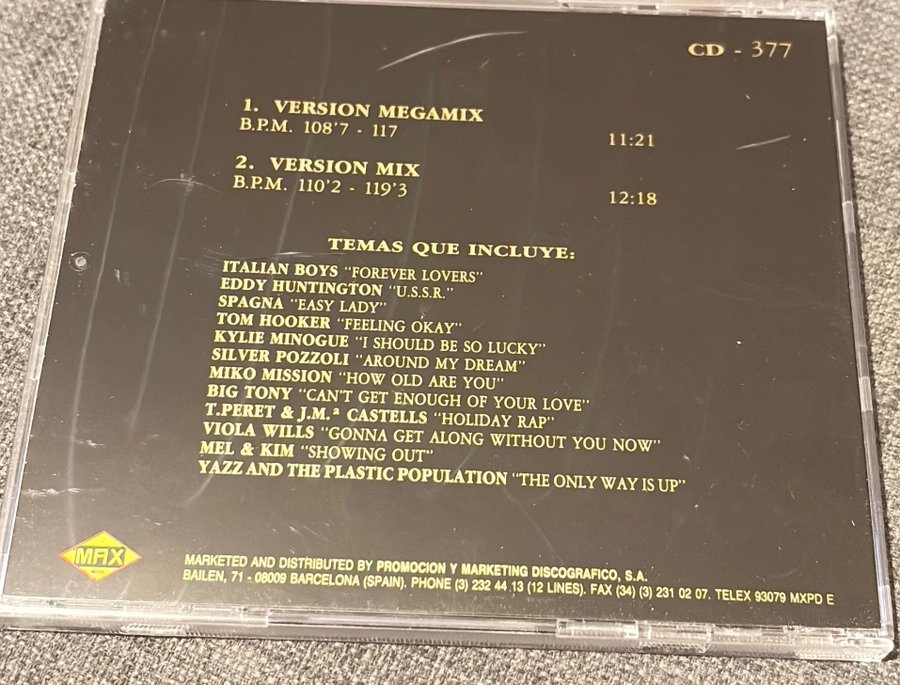 CD - 377
1. VERSION MEGAMIX
B.P.M. 108'7 - 117 11:21
2. VERSION MIX
B.P.M. 110'2 - 119'3 12:18
TEMAS QUE INCLUYE:
ITALIAN BOYS "FOREVER LOVERS"
EDDY HUNTINGTON "U.S.S.R."
SPAGNA "EASY LADY"
TOM HOOKER "FEELING OKAY"
KYLIE MINOGUE "I SHOULD BE SO LUCKY"
SILVER POZZOLI "AROUND MY DREAM"
MIKO MISSION "HOW OLD ARE YOU"
BIG TONY "CAN'T GET ENOUGH OF YOUR LOVE"
T.PERET & J.M.ª CASTELLS "HOLIDAY RAP"
VIOLA WILLS "GONNA GET ALONG WITHOUT YOU NOW"
MEL & KIM "SHOWING OUT"
YAZZ AND THE PLASTIC POPULATION "THE ONLY WAY IS UP"
MAX
MUSIC
MARKETED AND DISTRIBUTED BY PROMOCION Y MARKETING DISCOGRAFICO, S.A.
BAILEN, 71 - 08009 BARCELONA (SPAIN). PHONE (3) 232 44 13 (12 LINES). FAX (34) (3) 231 02 07. TELEX 93079 MXPD E